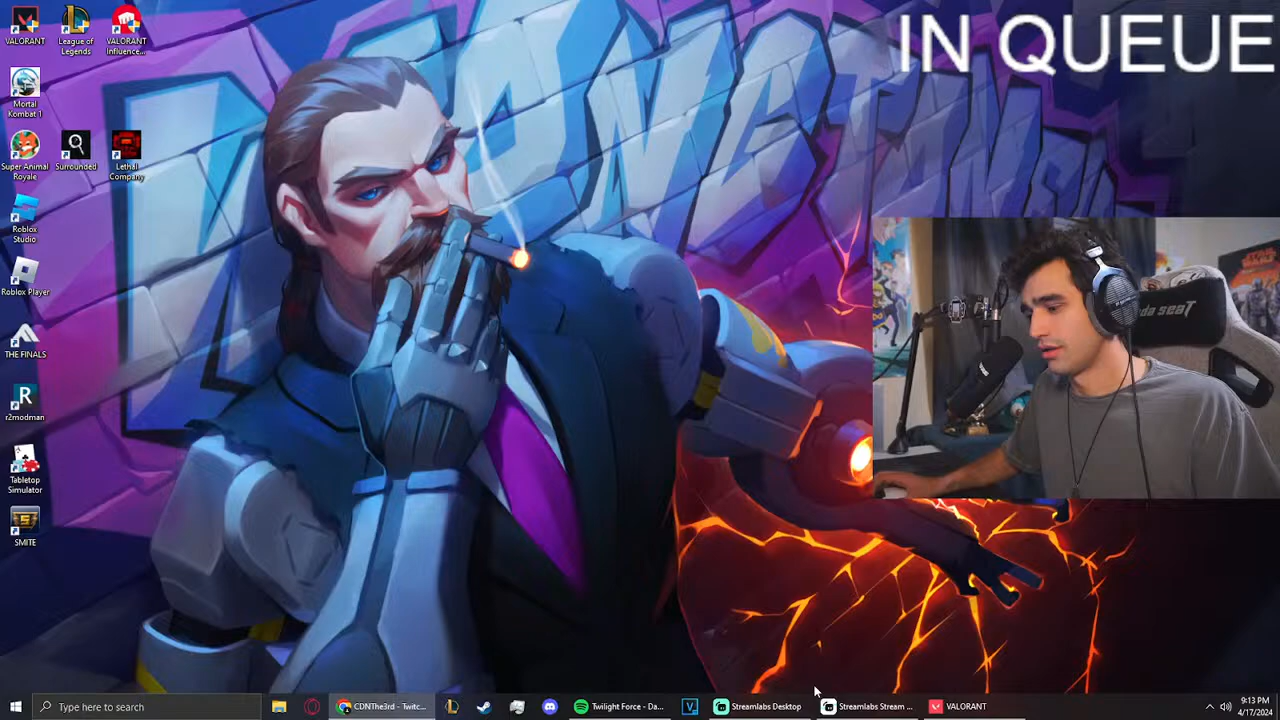 IN QUEUE
VALORANT
League of
Legends
VALORANT
Influence...
Mortal
Kombat 1
Super Animal
Royale
Surrounded
Lethal
Company
Roblox
Studio
Roblox Player
THE FINALS
r2modman
Tabletop
Simulator
SMITE
Type here to search
CDNThe3rd - Twitc...
Twilight Force - Da...
Streamlabs Desktop
Streamlabs Stream ...
VALORANT
9:13 PM
4/17/2024